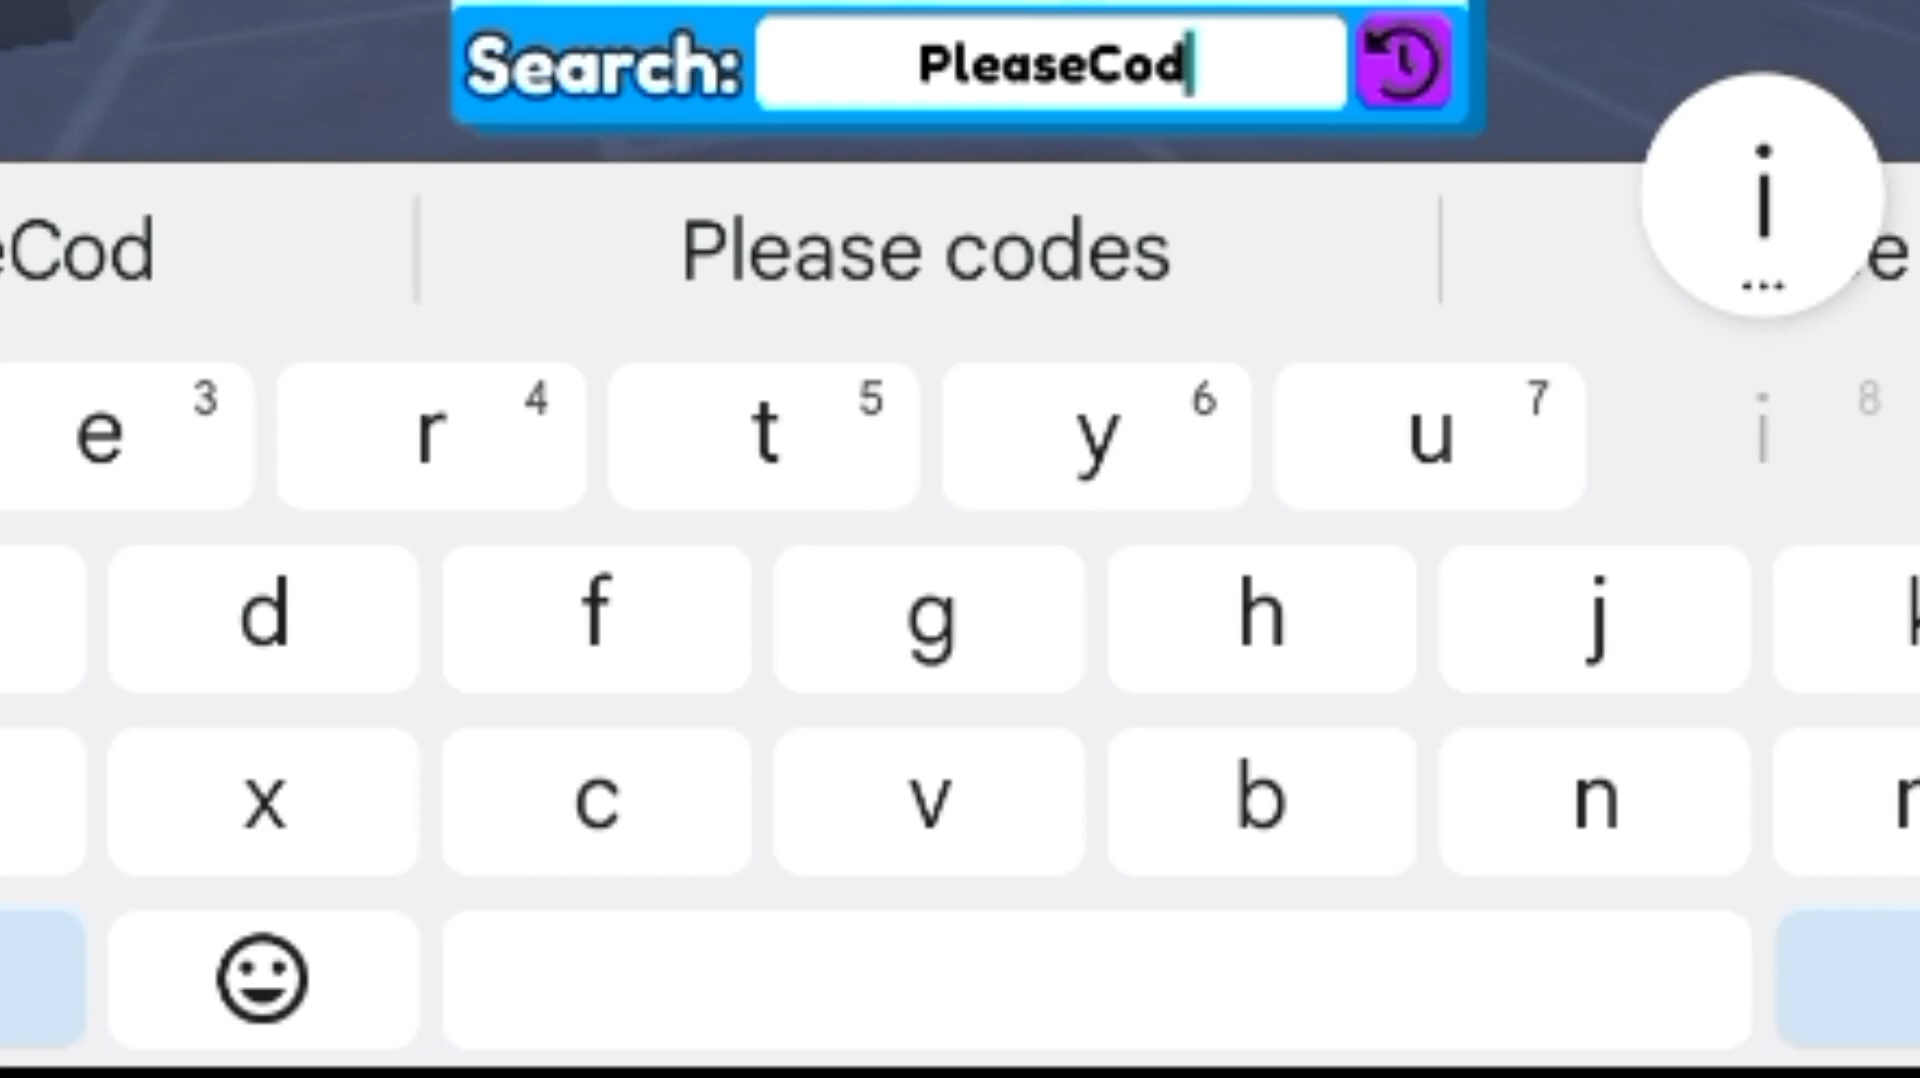 Search: PleaseCod
eCod Please codes e
i
...
e 3 r 4 t 5 y 6 u 7 i 8
d f g h j k
x c v b n